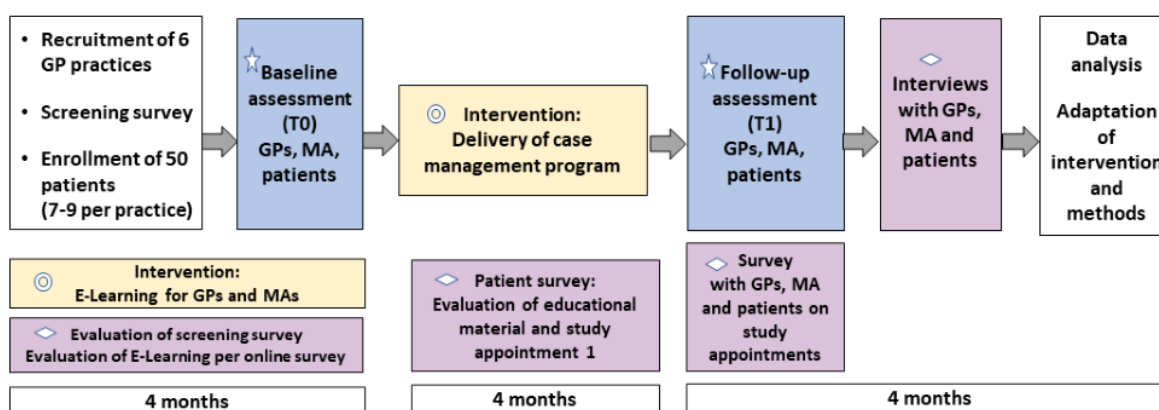 • Recruitment of 6
GP practices
• Screening survey
• Enrollment of 50
patients
(7-9 per practice)
Baseline
assessment
(T0)
GPs, MA,
patients
Intervention:
Delivery of case
management program
Follow-up
assessment
(T1)
GPs, MA,
patients
Interviews
with GPs,
MA and
patients
Data
analysis
Adaptation
of
intervention
and
methods
Intervention:
E-Learning for GPs and MAs
Evaluation of screening survey
Evaluation of E-Learning per online survey
Patient survey:
Evaluation of educational
material and study
appointment 1
Survey
with GPs, MA
and patients on
study
appointments
4 months
4 months
4 months